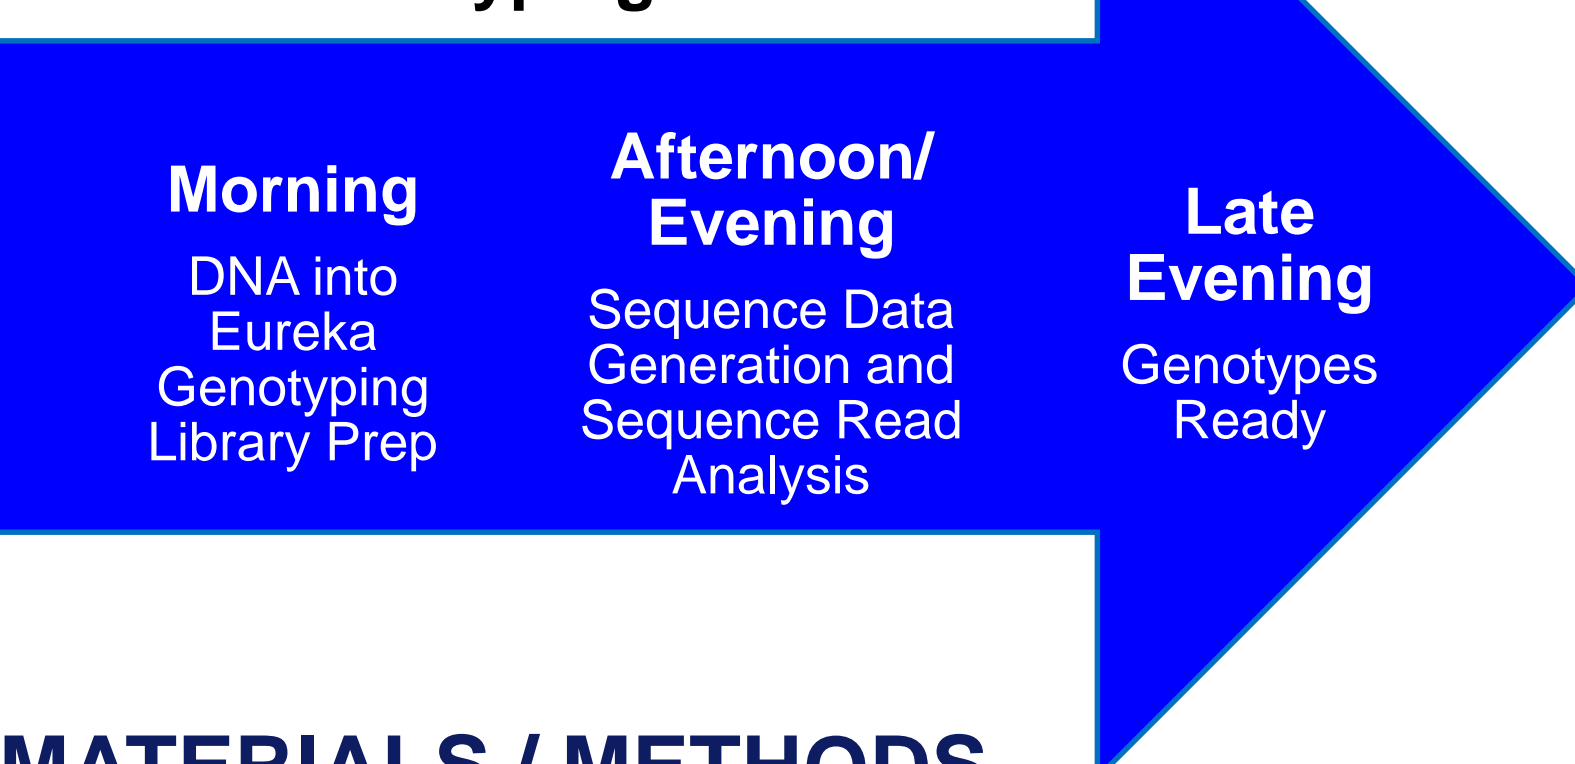 Morning
DNA into
Eureka
Genotyping
Library Prep
Afternoon/
Evening
Sequence Data
Generation and
Sequence Read
Analysis
Late
Evening
Genotypes
Ready
MATERIALS / METHODS